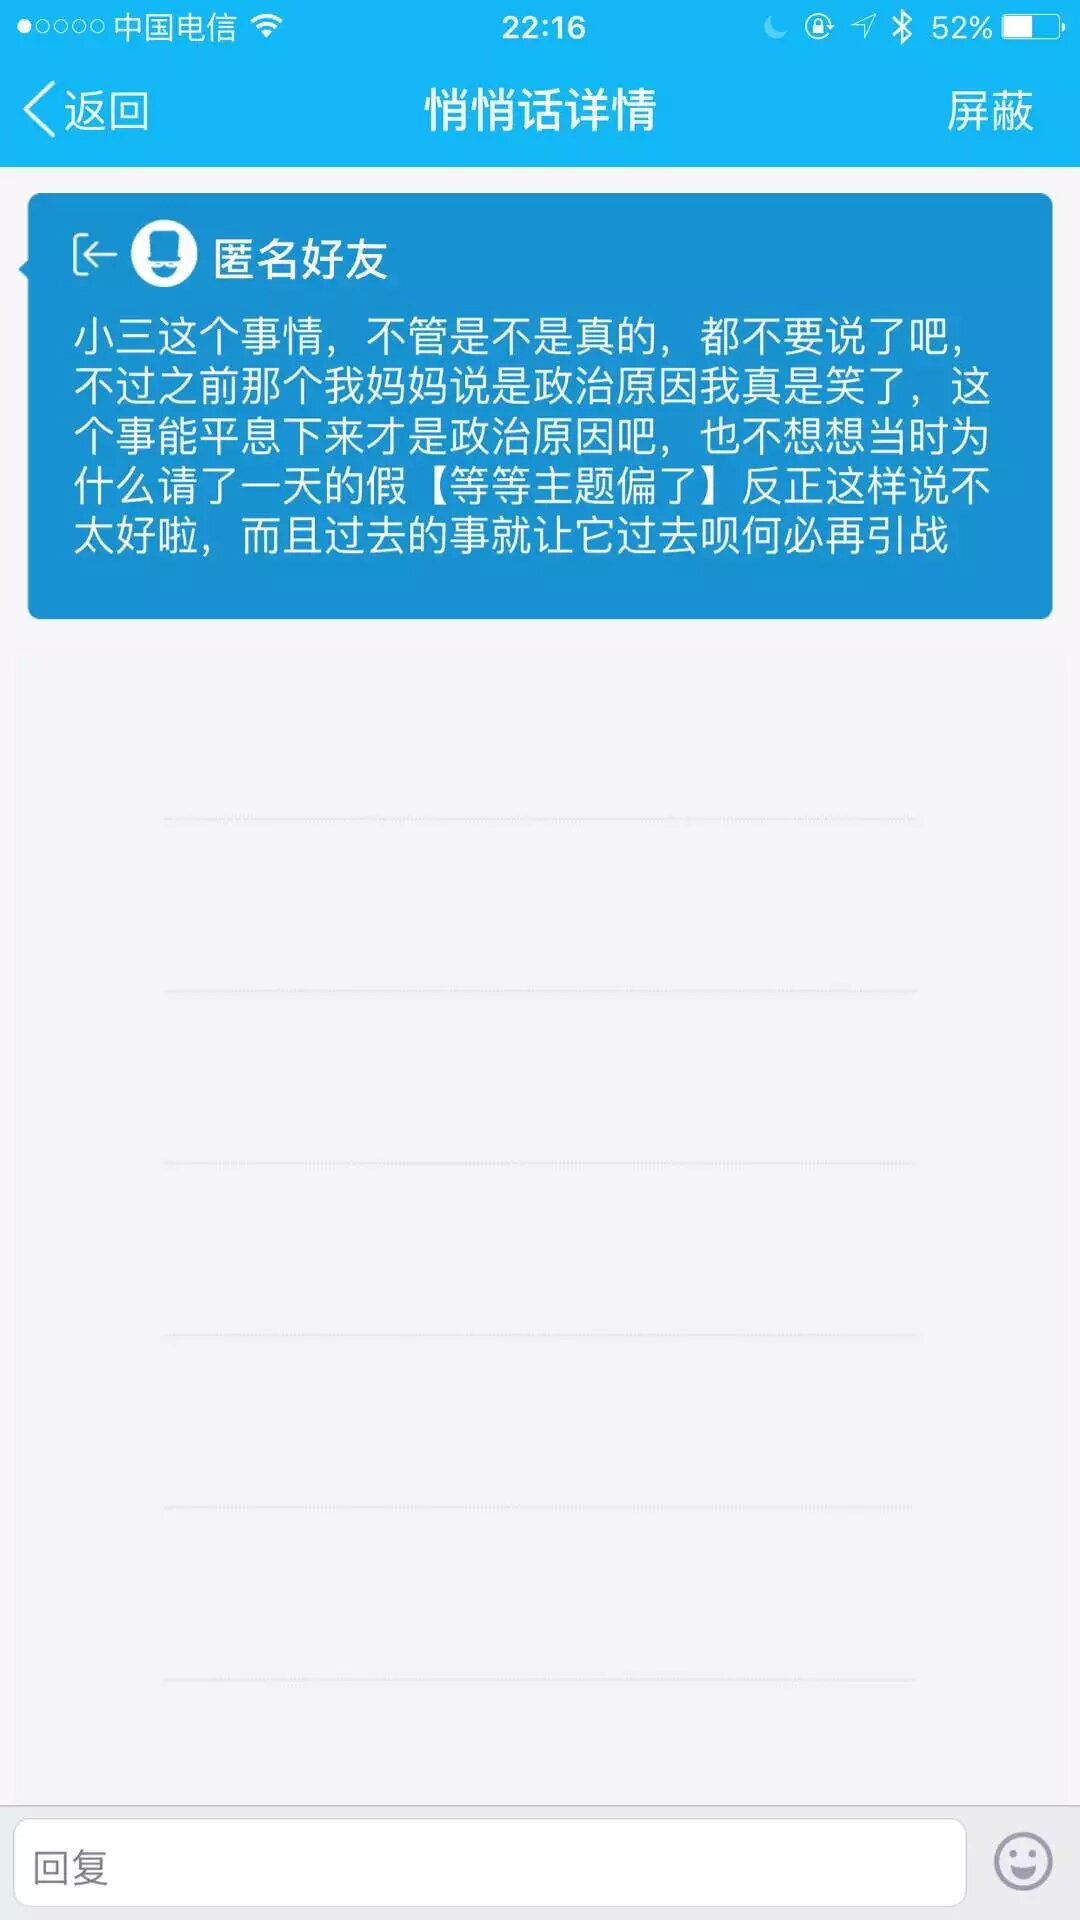 中国电信 22:16 52%
返回 悄悄话详情 屏蔽
匿名好友
小三这个事情，不管是不是真的，都不要说了吧，
不过之前那个我妈妈说是政治原因我真是笑了，这
个事能平息下来才是政治原因吧，也不想想当时为
什么请了一天的假【等等主题偏了】反正这样说不
太好啦，而且过去的事就让它过去呗何必再引战
回复